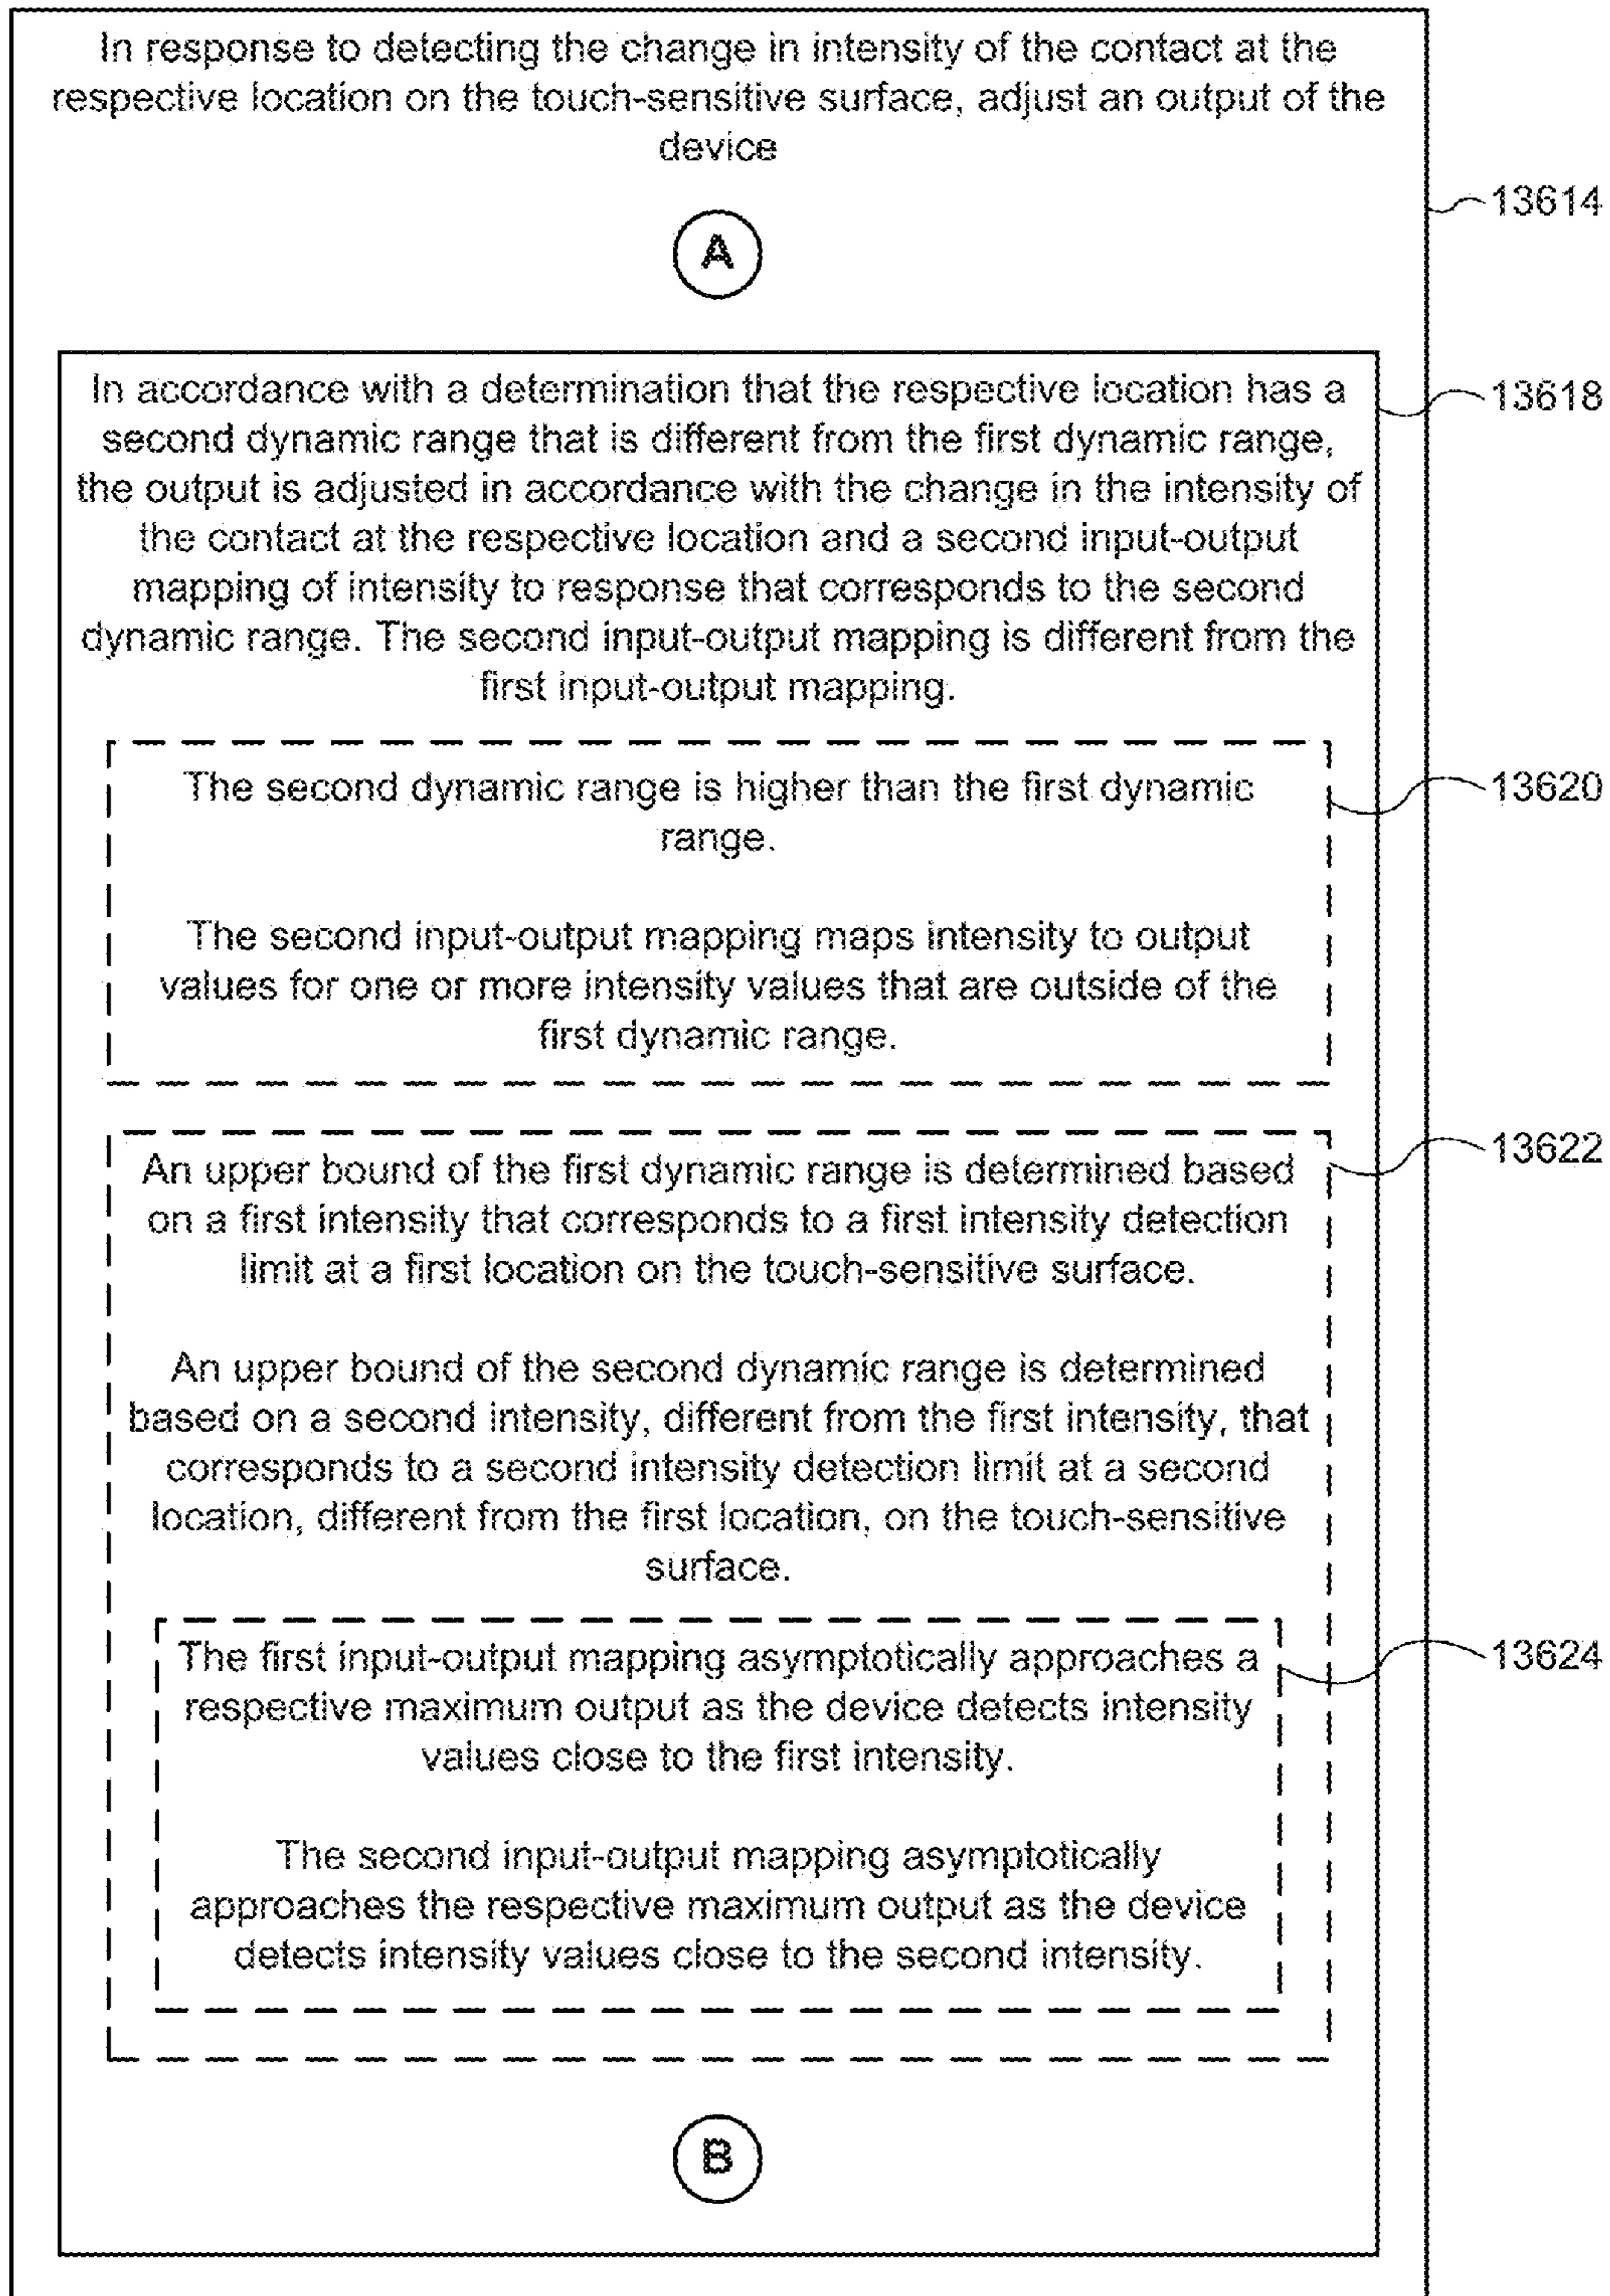 In response to detecting the change in intensity of the contact at the
respective location on the touch-sensitive surface, adjust an output of the
device
13614
A
In accordance with a determination that the respective location has a
13618
second dynamic range that is different from the first dynamic range,
the output is adjusted in accordance with the change in the intensity of
the contact at the respective location and a second input-output
mapping of intensity to response that corresponds to the second
dynamic range. The second input-output mapping is different from the
first input-output mapping.
The second dynamic range is higher than the first dynamic
13620
range.
The second input-output mapping maps intensity to output
values for one or more intensity values that are outside of the
first dynamic range.
13622
An upper bound of the first dynamic range is determined based
on a first intensity that corresponds to a first intensity detection
limit at a first location on the touch-sensitive surface.
An upper bound of the second dynamic range is determined
based on a second intensity, different from the first intensity, that
corresponds to a second intensity detection limit at a second
location, different from the first location, on the touch-sensitive
surface.
The first input-output mapping asymptotically approaches a
13624
respective maximum output as the device detects intensity
values close to the first intensity.
The second input-output mapping asymptotically
approaches the respective maximum output as the device
detects intensity values close to the second intensity.
B